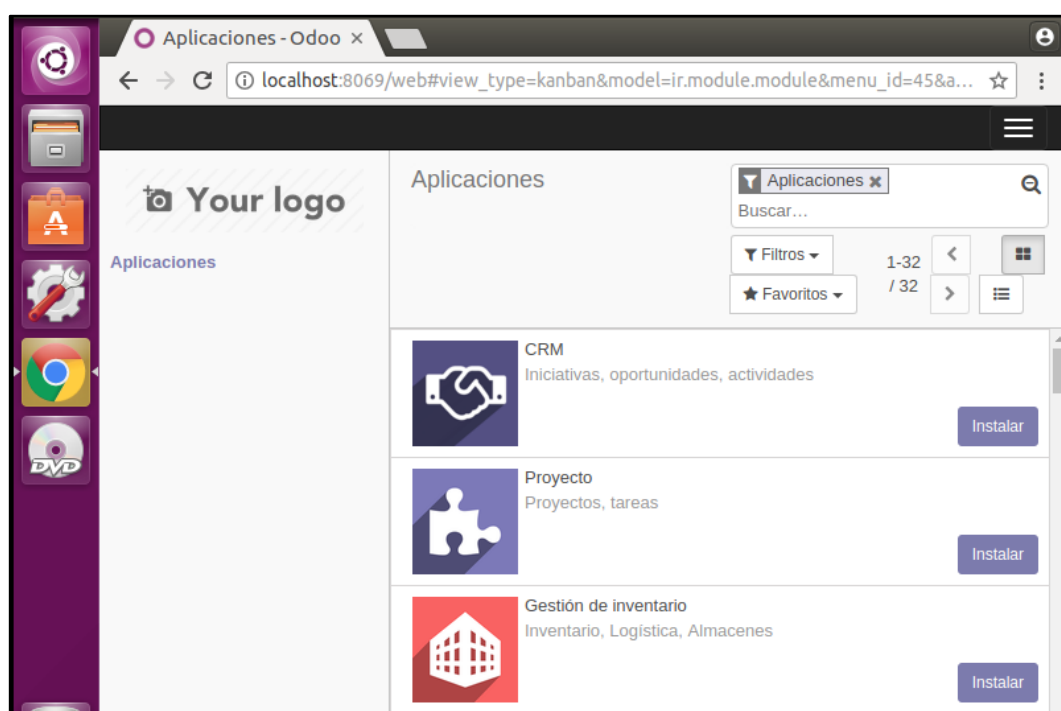 Aplicaciones - Odoo ×
localhost:8069/web#view_type=kanban&model=ir.module.module&menu_id=45&a...
Your logo
Aplicaciones
Aplicaciones
Aplicaciones
Buscar...
Filtros
Favoritos
1-32
/ 32
CRM
Iniciativas, oportunidades, actividades
Instalar
Proyecto
Proyectos, tareas
Instalar
Gestión de inventario
Inventario, Logística, Almacenes
Instalar
DVD